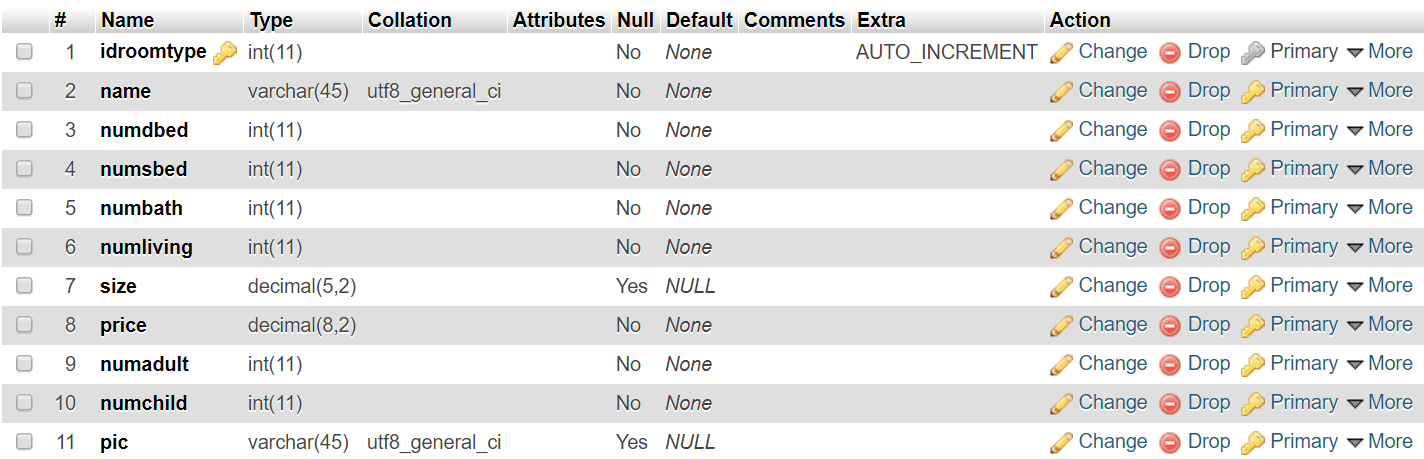 # Name Type Collation Attributes Null Default Comments Extra Action
1 idroomtype int(11) No None AUTO_INCREMENT Change Drop Primary More
2 name varchar(45) utf8_general_ci No None Change Drop Primary More
3 numdbed int(11) No None Change Drop Primary More
4 numsbed int(11) No None Change Drop Primary More
5 numbath int(11) No None Change Drop Primary More
6 numliving int(11) No None Change Drop Primary More
7 size decimal(5,2) Yes NULL Change Drop Primary More
8 price decimal(8,2) No None Change Drop Primary More
9 numadult int(11) No None Change Drop Primary More
10 numchild int(11) No None Change Drop Primary More
11 pic varchar(45) utf8_general_ci Yes NULL Change Drop Primary More